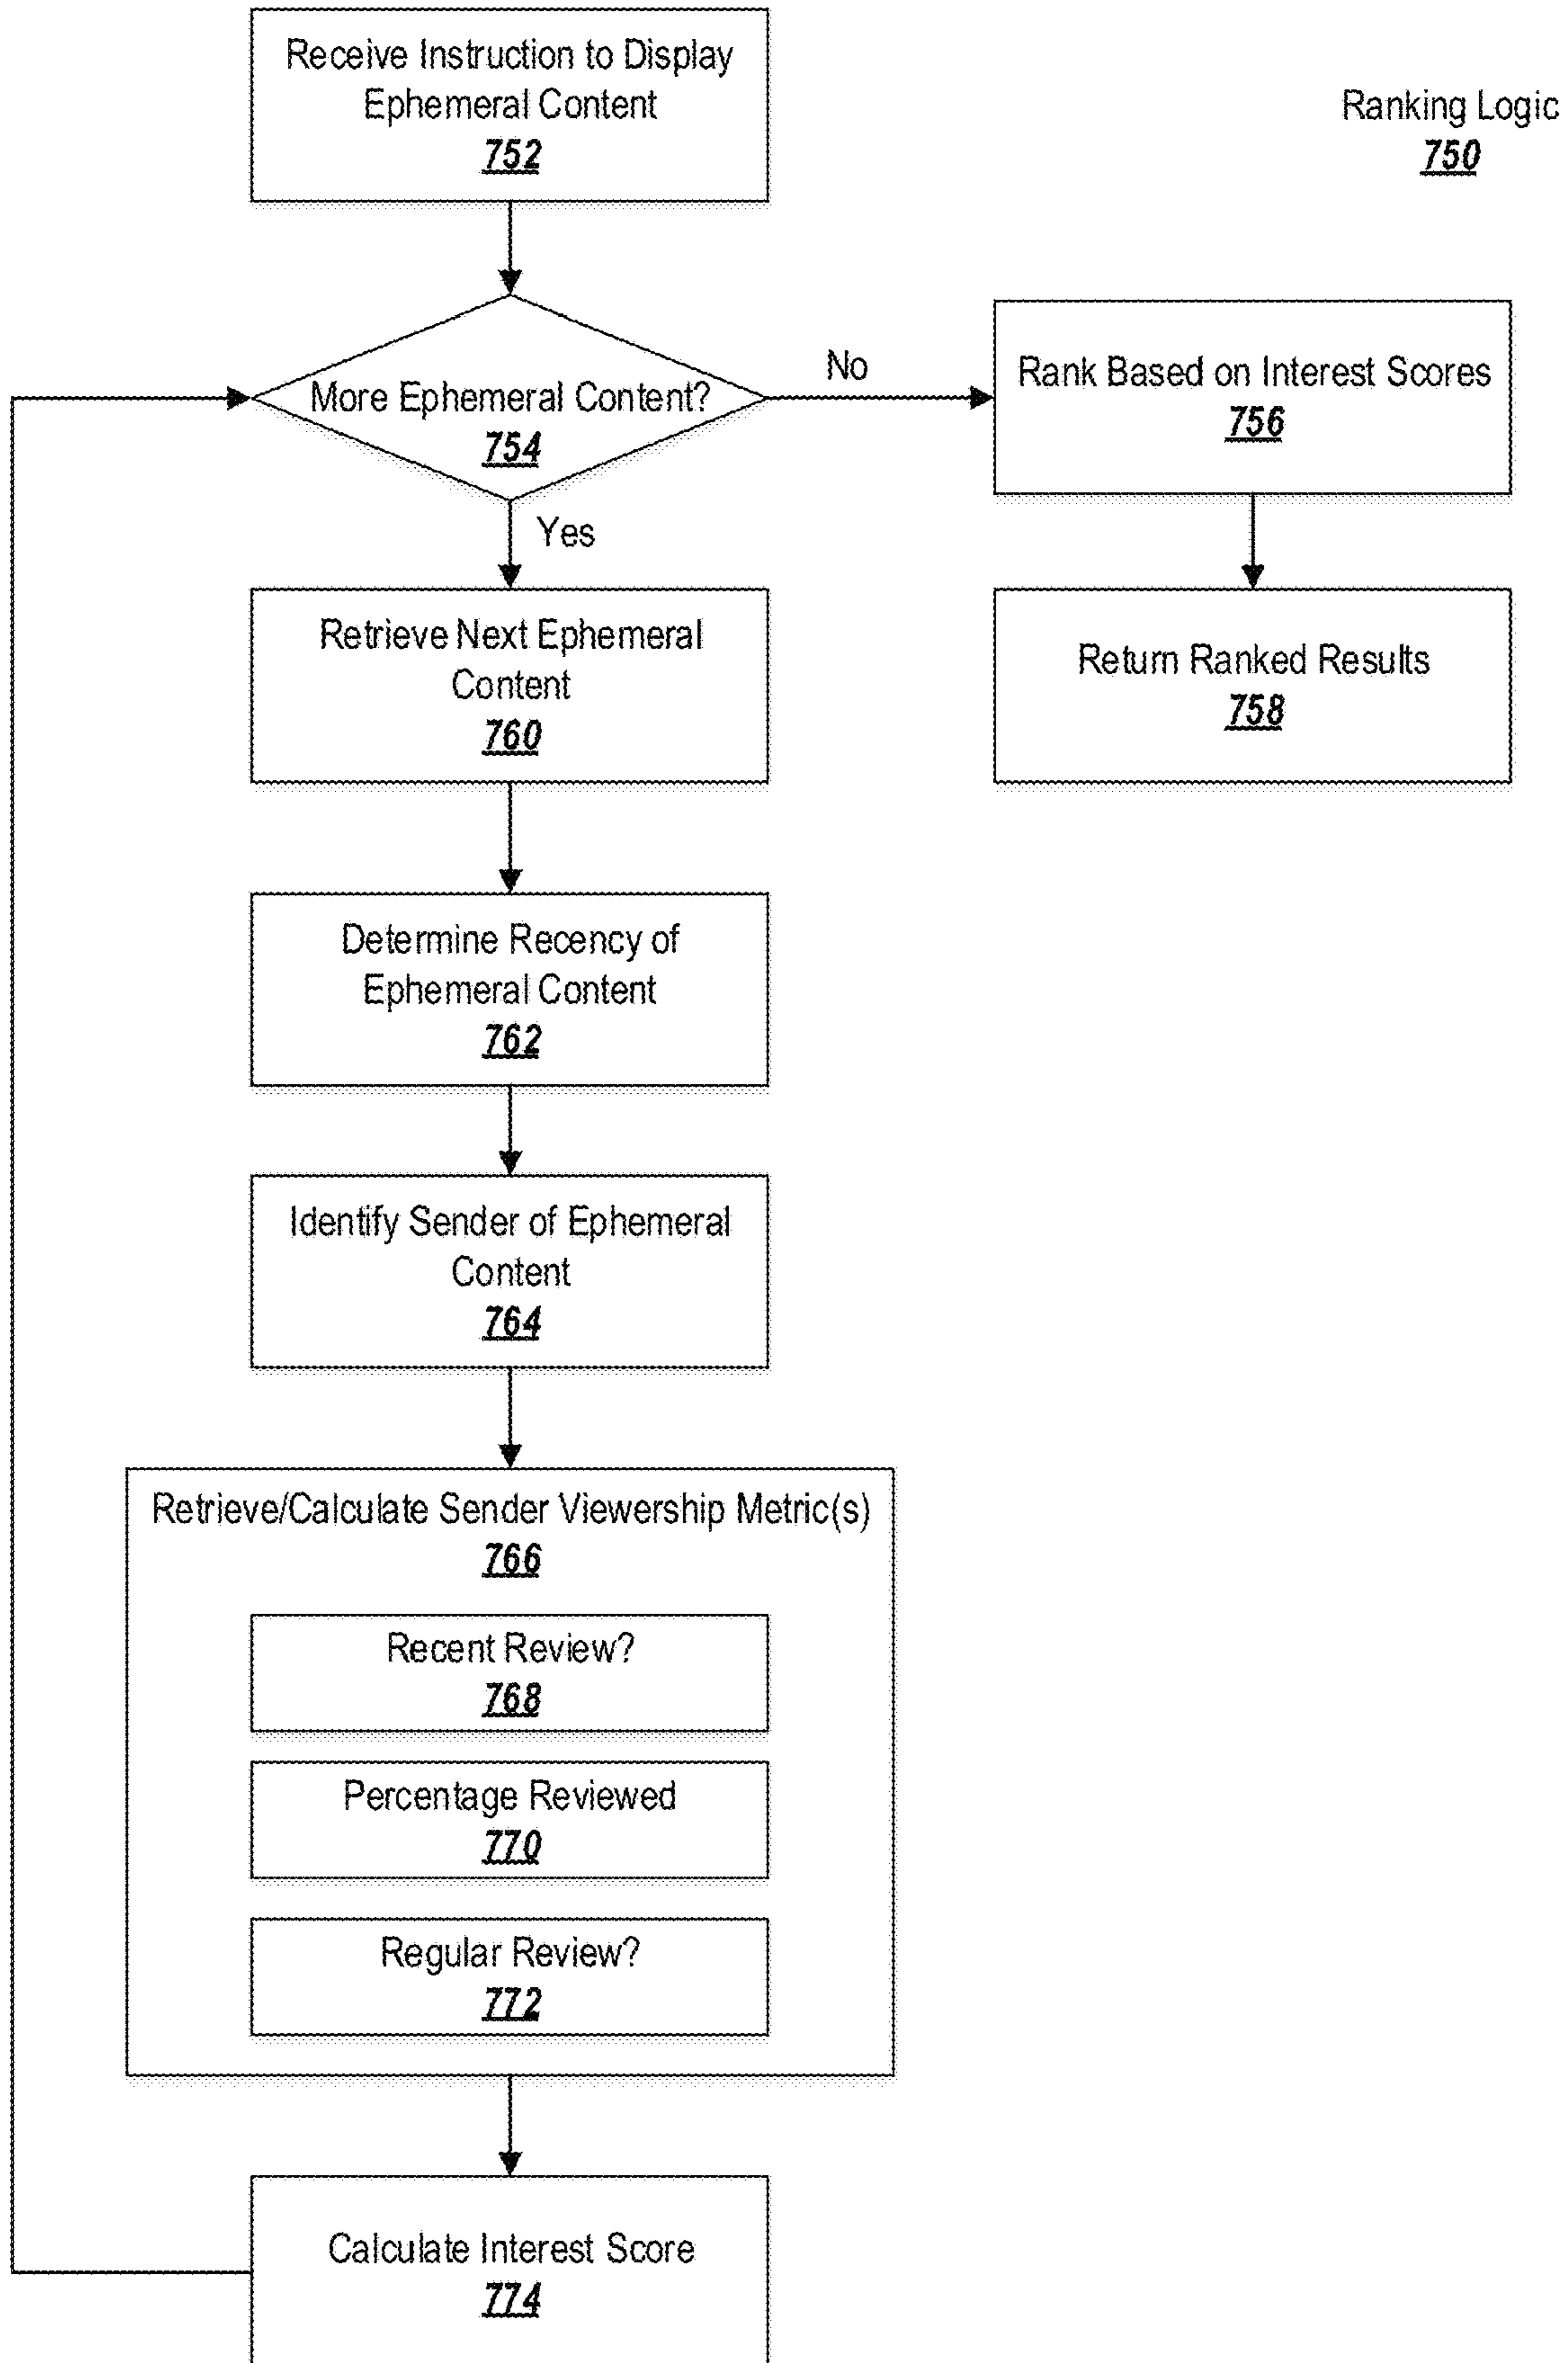 Receive Instruction to Display
Ephemeral Content
752
Ranking Logic
750
More Ephemeral Content?
754
No
Yes
Rank Based on Interest Scores
756
Return Ranked Results
758
Retrieve Next Ephemeral
Content
760
Determine Recency of
Ephemeral Content
762
Identify Sender of Ephemeral
Content
764
Retrieve/Calculate Sender Viewership Metric(s)
766
Recent Review?
768
Percentage Reviewed
770
Regular Review?
772
Calculate Interest Score
774